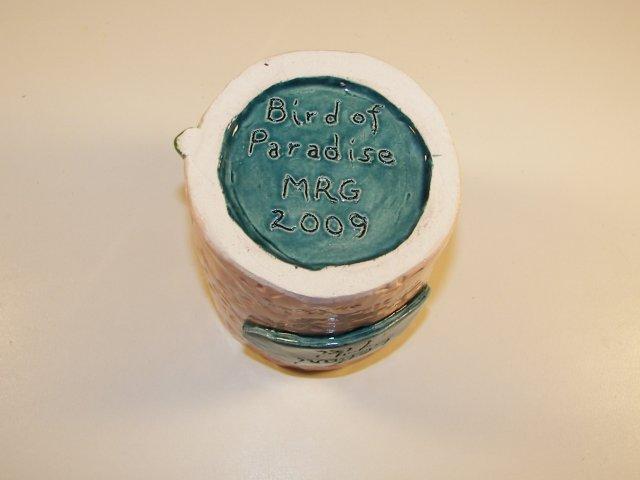 Bird of
Paradise
MRG
2009